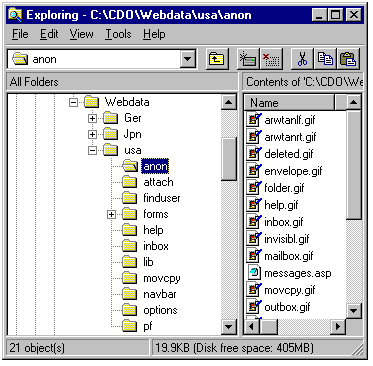 Exploring - C:\CDO\Webdata\usa\anon
File Edit View Tools Help
anon
All Folders
Contents of 'C:\CDO\We
Webdata
Ger
Jpn
usa
anon
attach
finduser
forms
help
inbox
lib
movcpy
navbar
options
pf
Name
arwtanlf.gif
arwtanrt.gif
deleted.gif
envelope.gif
folder.gif
help.gif
inbox.gif
invisibl.gif
mailbox.gif
messages.asp
movcpy.gif
outbox.gif
21 object(s)
19.9KB (Disk free space: 405MB)